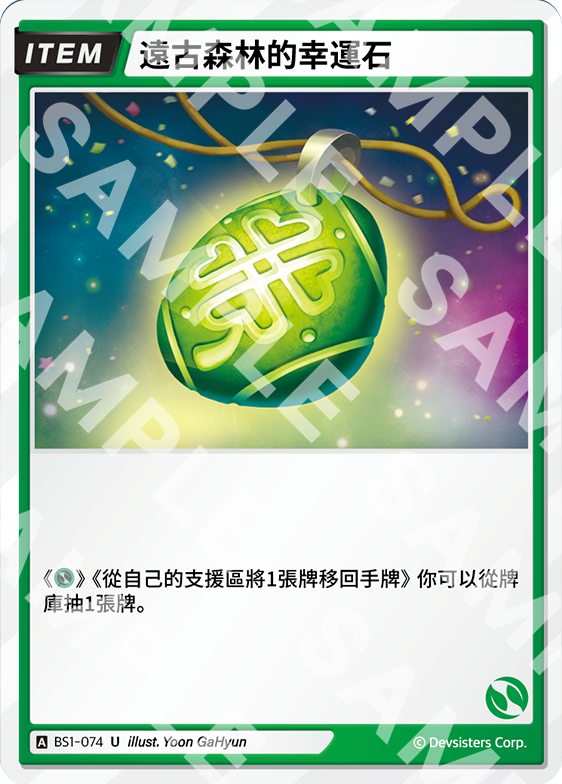 ITEM
遠古森林的幸運石
《》《從自己的支援區將1張牌移回手牌》你可以從牌
庫抽1張牌。
A BS1-074 U illust. Yoon GaHyun
© Devsisters Corp.
SAMPLE